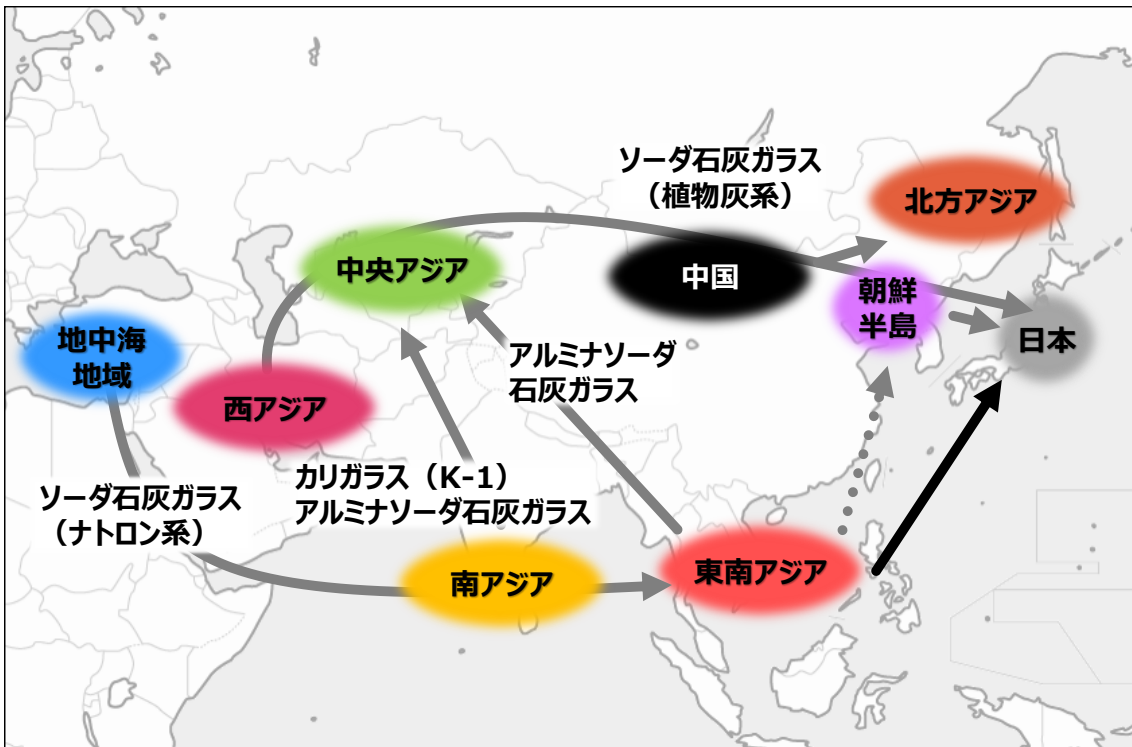 ソーダ石灰ガラス
（植物灰系）
北方アジア
中央アジア
中国
朝鮮
半島
日本
地中海
地域
アルミナソーダ
石灰ガラス
西アジア
カリガラス（K-1）
アルミナソーダ石灰ガラス
ソーダ石灰ガラス
（ナトロン系）
南アジア
東南アジア